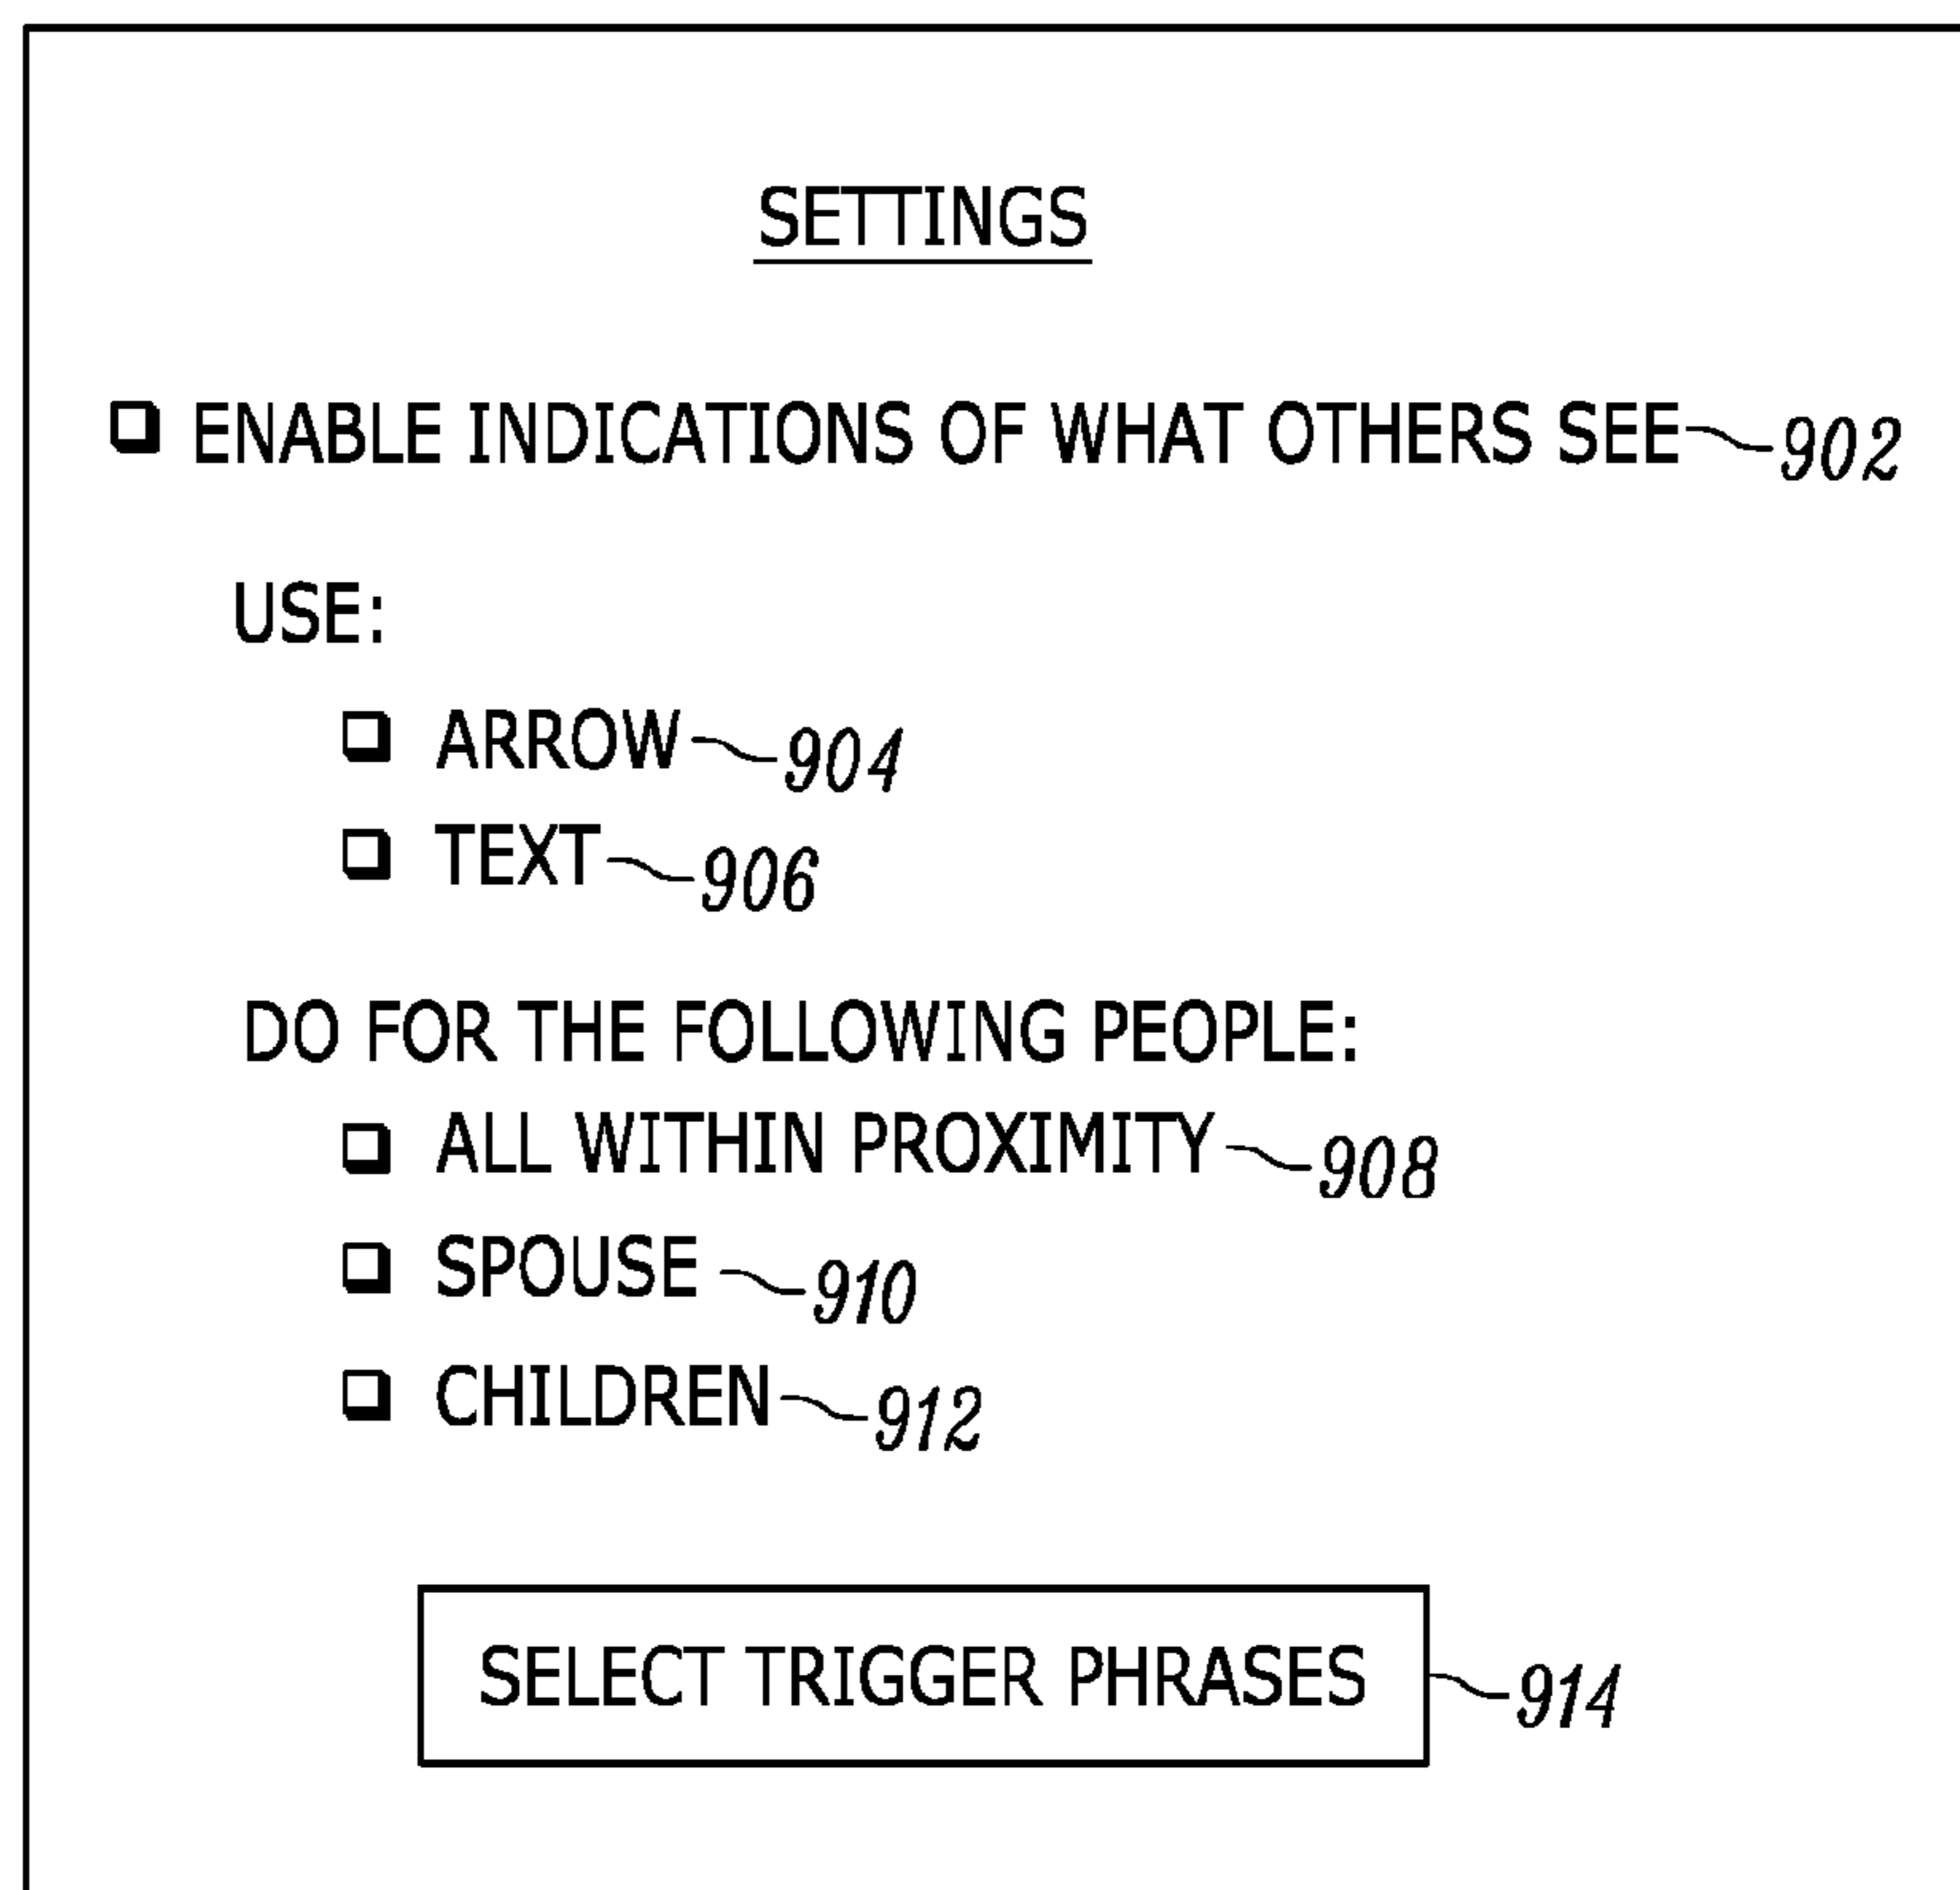 SETTINGS
ENABLE INDICATIONS OF WHAT OTHERS SEE 902
USE:
ARROW 904
TEXT 906
DO FOR THE FOLLOWING PEOPLE:
ALL WITHIN PROXIMITY 908
SPOUSE 910
CHILDREN 912
SELECT TRIGGER PHRASES 914